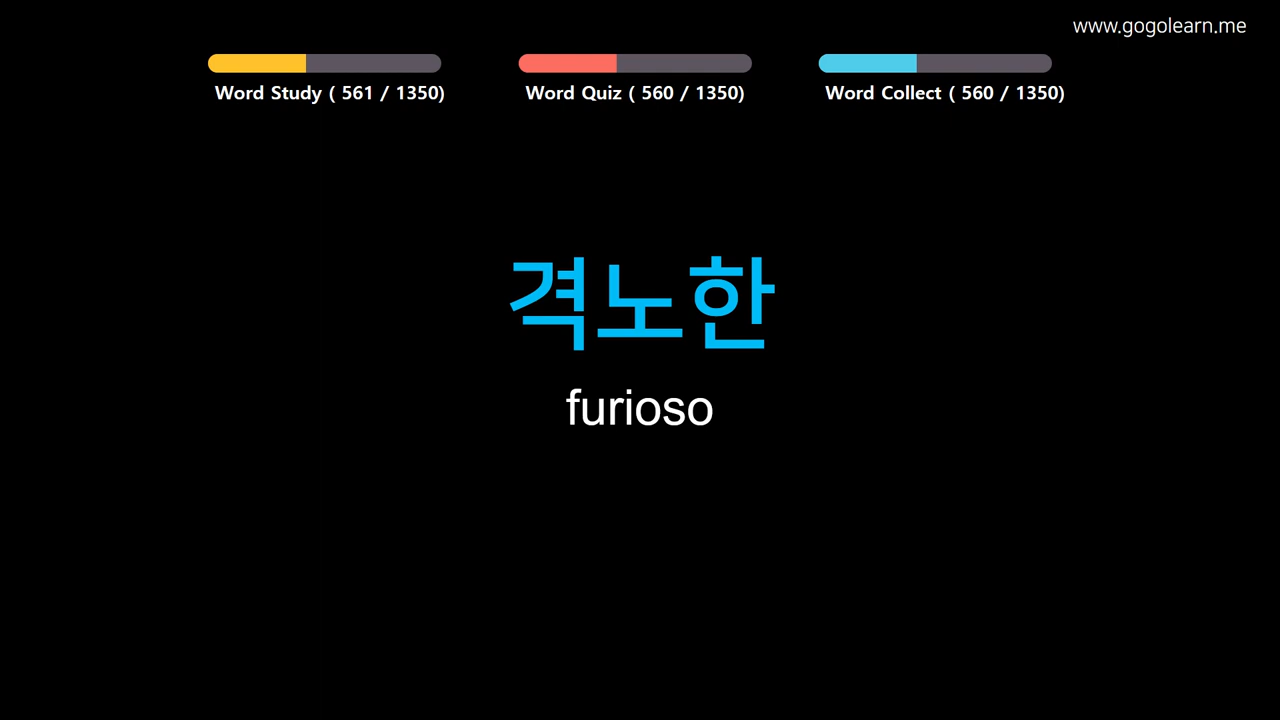 www.gogolearn.me
Word Study ( 561 / 1350)
Word Quiz ( 560 / 1350)
Word Collect ( 560 / 1350)
격노한
furioso